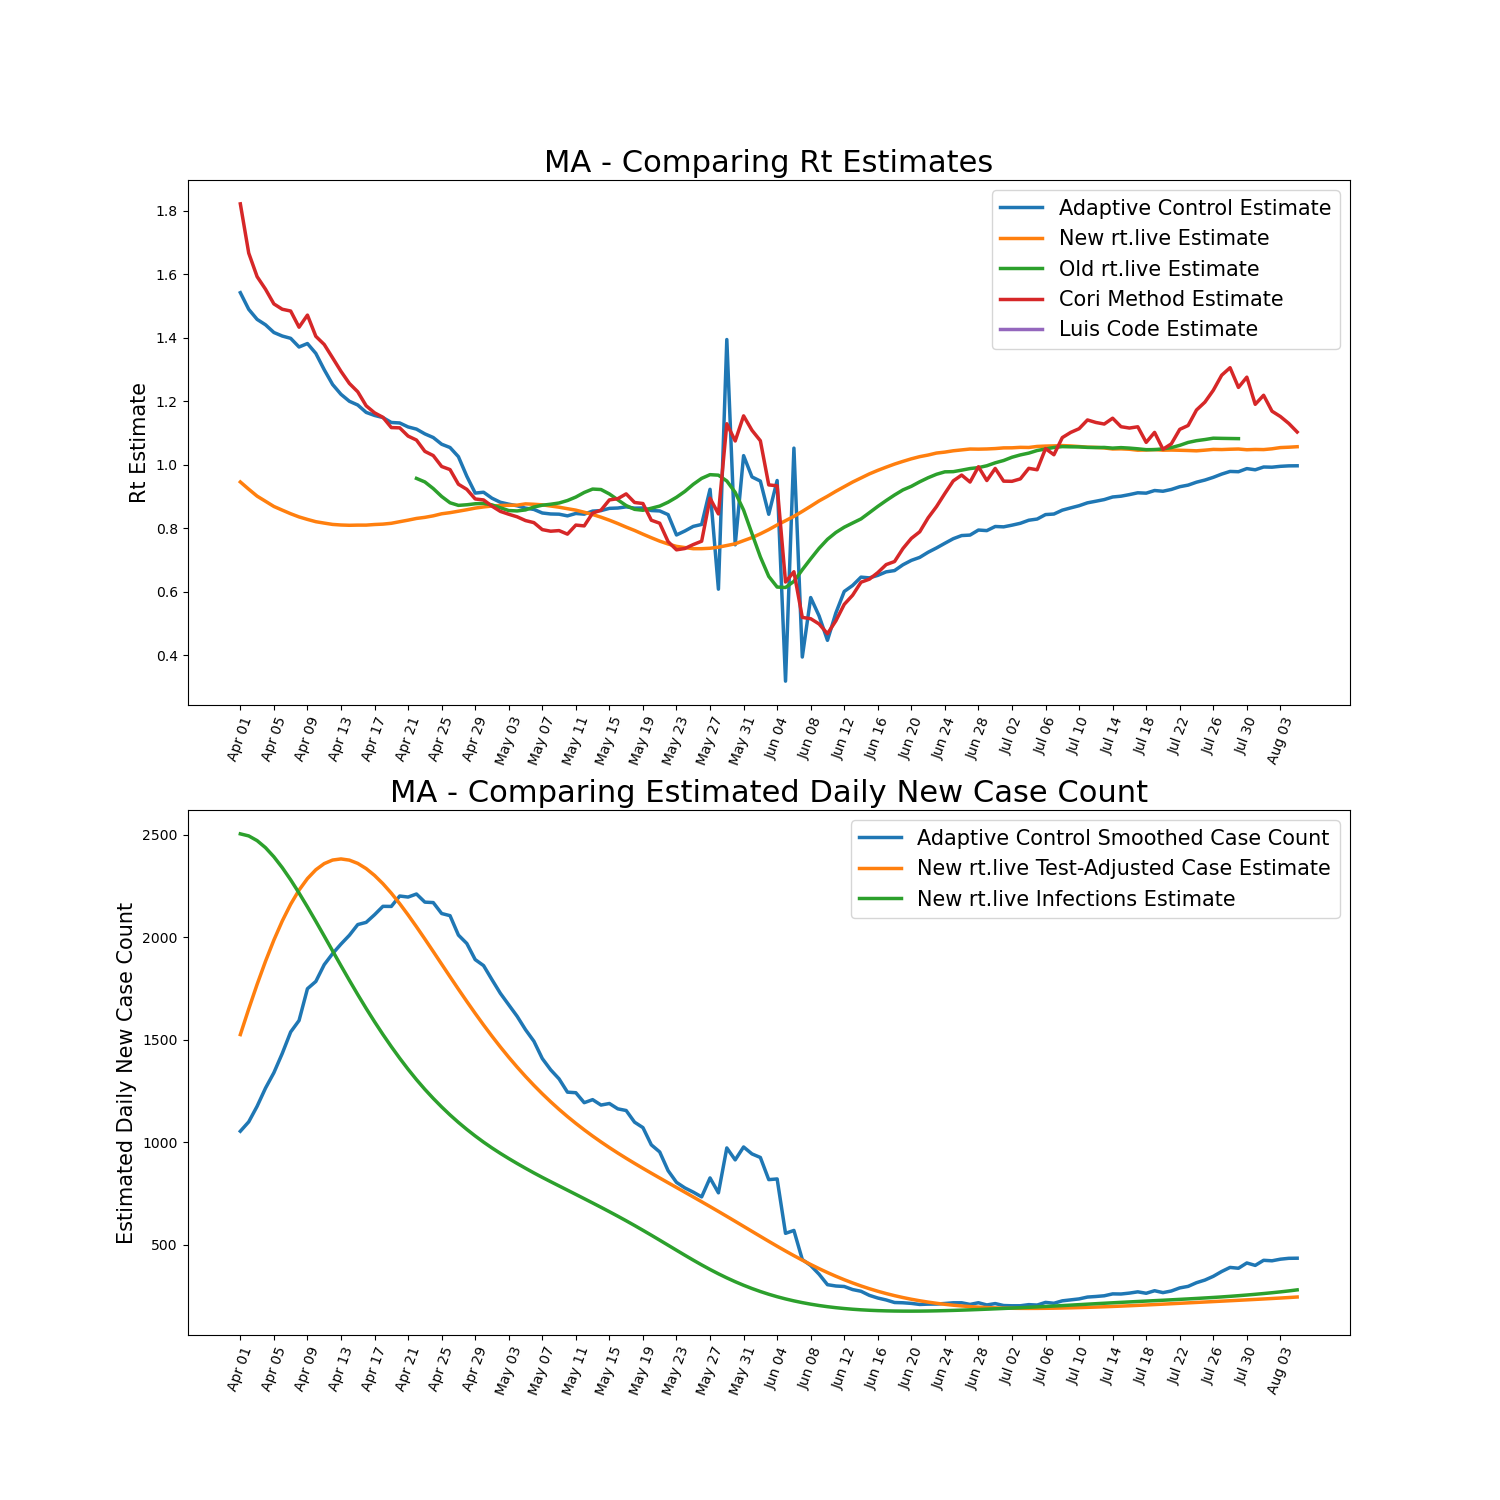 MA - Comparing Rt Estimates
Rt Estimate
1.8
1.6
1.4
1.2
1.0
0.8
0.6
0.4
Adaptive Control Estimate
New rt.live Estimate
Old rt.live Estimate
Cori Method Estimate
Luis Code Estimate
Apr 01
Apr 05
Apr 09
Apr 13
Apr 17
Apr 21
Apr 25
Apr 29
May 03
May 07
May 11
May 15
May 19
May 23
May 27
May 31
Jun 04
Jun 08
Jun 12
Jun 16
Jun 20
Jun 24
Jun 28
Jul 02
Jul 06
Jul 10
Jul 14
Jul 18
Jul 22
Jul 26
Jul 30
Aug 03
MA - Comparing Estimated Daily New Case Count
Estimated Daily New Case Count
2500
2000
1500
1000
500
Adaptive Control Smoothed Case Count
New rt.live Test-Adjusted Case Estimate
New rt.live Infections Estimate
Apr 01
Apr 05
Apr 09
Apr 13
Apr 17
Apr 21
Apr 25
Apr 29
May 03
May 07
May 11
May 15
May 19
May 23
May 27
May 31
Jun 04
Jun 08
Jun 12
Jun 16
Jun 20
Jun 24
Jun 28
Jul 02
Jul 06
Jul 10
Jul 14
Jul 18
Jul 22
Jul 26
Jul 30
Aug 03